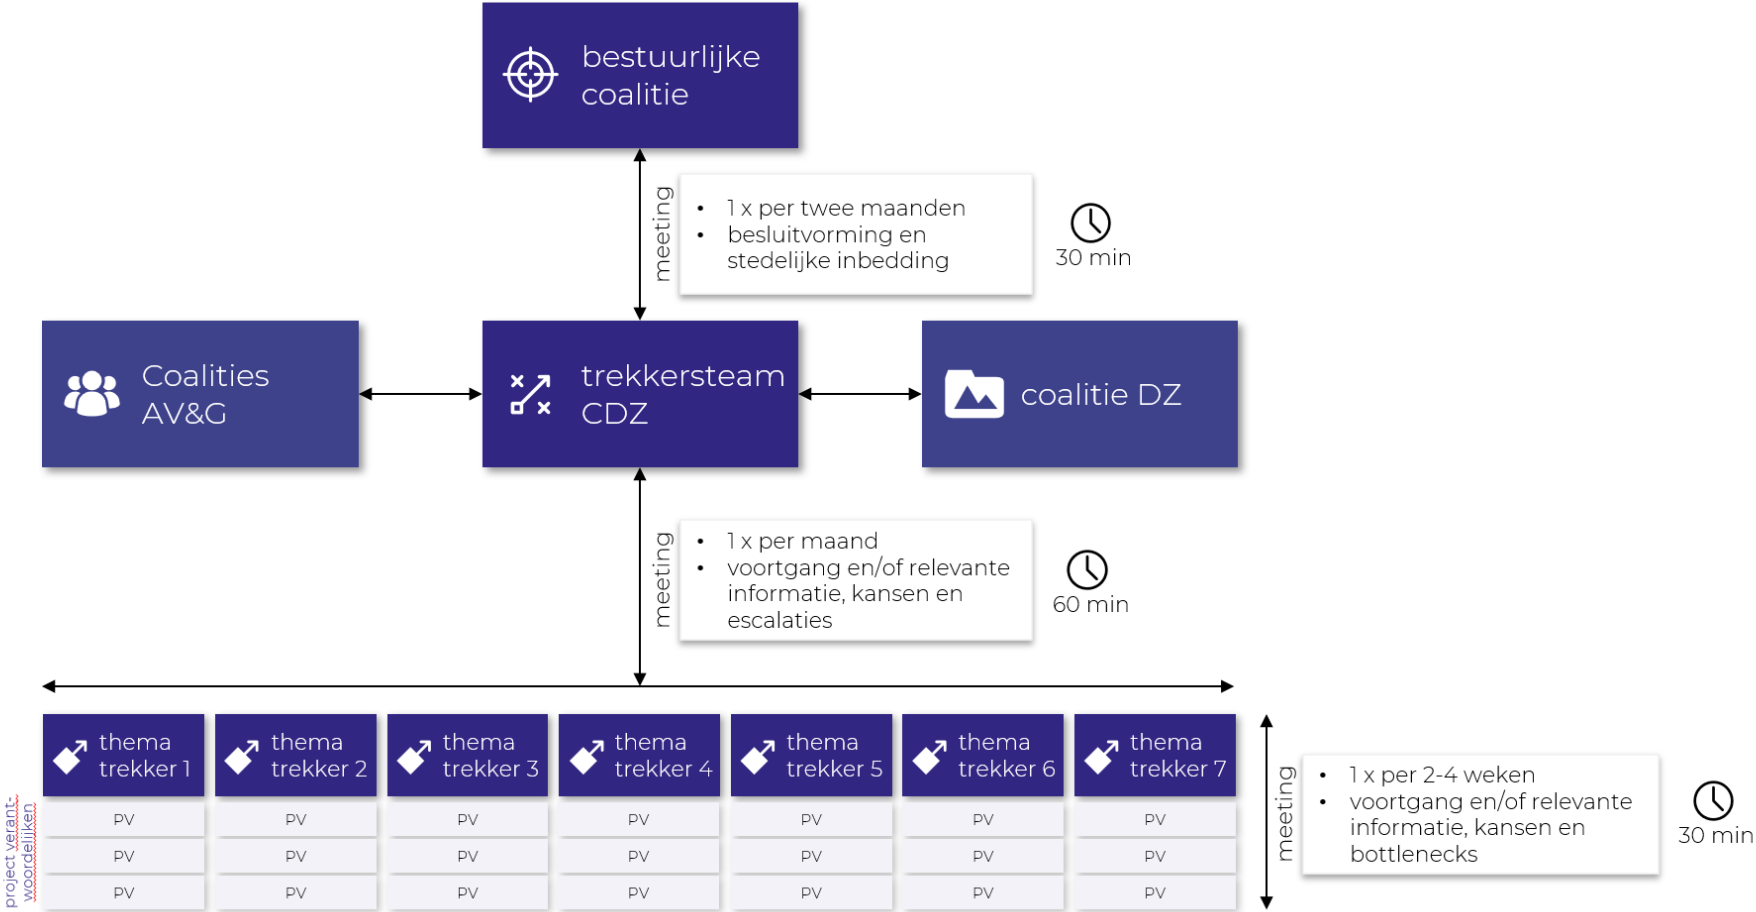 bestuurlijke
coalitie
meeting
• 1 x per twee maanden
• besluitvorming en
stedelijke inbedding
30 min
Coalities
AV&G
trekkersteam
CDZ
coalitie DZ
meeting
• 1 x per maand
• voortgang en/of relevante
informatie, kansen en
escalaties
60 min
thema
trekker 1
thema
trekker 2
thema
trekker 3
thema
trekker 4
thema
trekker 5
thema
trekker 6
thema
trekker 7
project verant-
woordelijken
PV PV PV PV PV PV PV
PV PV PV PV PV PV PV
PV PV PV PV PV PV PV
meeting
• 1 x per 2-4 weken
• voortgang en/of relevante
informatie, kansen en
bottlenecks
30 min